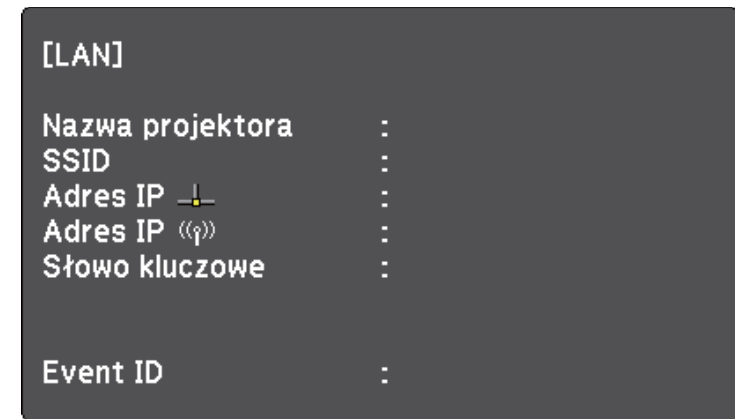 [LAN]
Nazwa projektora :
SSID :
Adres IP :
Adres IP :
Słowo kluczowe :
Event ID :